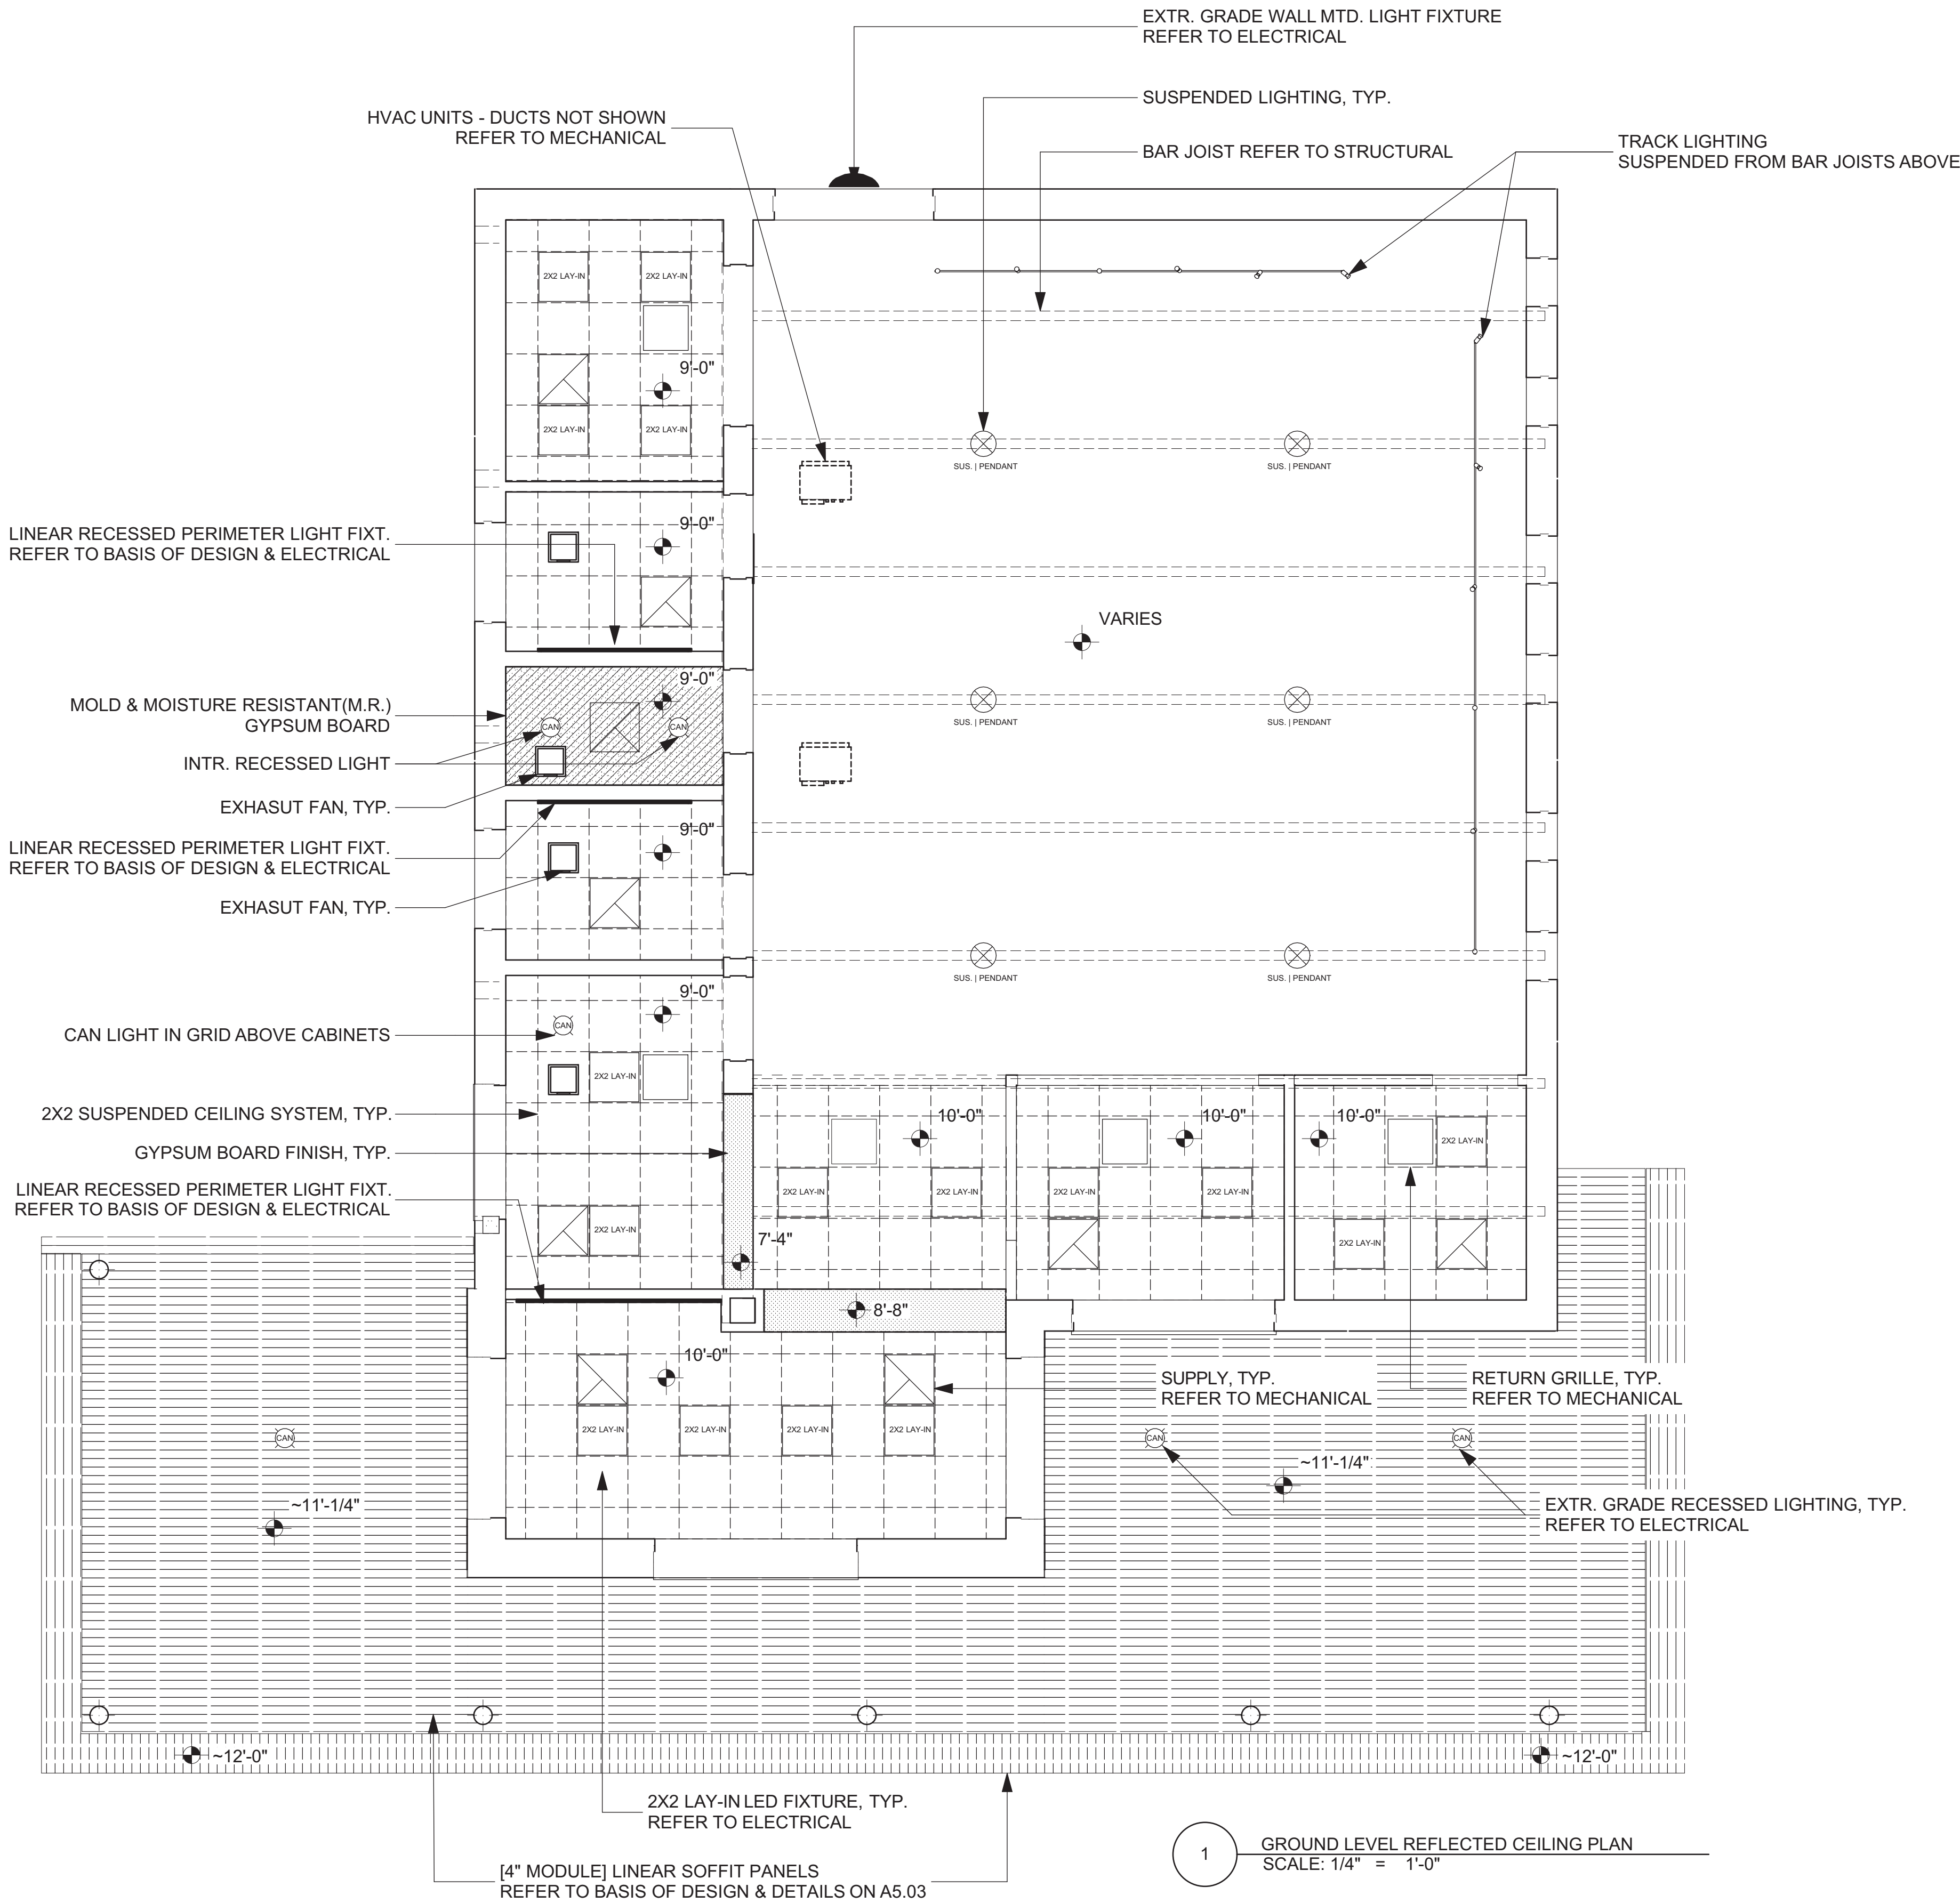 EXTR. GRADE WALL MTD. LIGHT FIXTURE
REFER TO ELECTRICAL
SUSPENDED LIGHTING, TYP.
HVAC UNITS - DUCTS NOT SHOWN
REFER TO MECHANICAL
BAR JOIST REFER TO STRUCTURAL
TRACK LIGHTING
SUSPENDED FROM BAR JOISTS ABOVE
2X2 LAY-IN
2X2 LAY-IN
9'-0"
2X2 LAY-IN
2X2 LAY-IN
SUS. | PENDANT
SUS. | PENDANT
LINEAR RECESSED PERIMETER LIGHT FIXT.
REFER TO BASIS OF DESIGN & ELECTRICAL
9'-0"
VARIES
MOLD & MOISTURE RESISTANT(M.R.)
GYPSUM BOARD
9'-0"
CAN
CAN
SUS. | PENDANT
SUS. | PENDANT
INTR. RECESSED LIGHT
EXHASUT FAN, TYP.
LINEAR RECESSED PERIMETER LIGHT FIXT.
REFER TO BASIS OF DESIGN & ELECTRICAL
9'-0"
EXHASUT FAN, TYP.
SUS. | PENDANT
SUS. | PENDANT
9'-0"
CAN LIGHT IN GRID ABOVE CABINETS
CAN
2X2 LAY-IN
2X2 SUSPENDED CEILING SYSTEM, TYP.
10'-0"
10'-0"
10'-0"
2X2 LAY-IN
GYPSUM BOARD FINISH, TYP.
LINEAR RECESSED PERIMETER LIGHT FIXT.
REFER TO BASIS OF DESIGN & ELECTRICAL
2X2 LAY-IN
2X2 LAY-IN
2X2 LAY-IN
2X2 LAY-IN
2X2 LAY-IN
7'-4"
2X2 LAY-IN
8'-8"
10'-0"
SUPPLY, TYP.
REFER TO MECHANICAL
RETURN GRILLE, TYP.
REFER TO MECHANICAL
2X2 LAY-IN
2X2 LAY-IN
2X2 LAY-IN
2X2 LAY-IN
CAN
CAN
CAN
~11'-1/4"
~11'-1/4"
EXTR. GRADE RECESSED LIGHTING, TYP.
REFER TO ELECTRICAL
~12'-0"
~12'-0"
2X2 LAY-IN LED FIXTURE, TYP.
REFER TO ELECTRICAL
[4" MODULE] LINEAR SOFFIT PANELS
REFER TO BASIS OF DESIGN & DETAILS ON A5.03
1
GROUND LEVEL REFLECTED CEILING PLAN
SCALE: 1/4" = 1'-0"